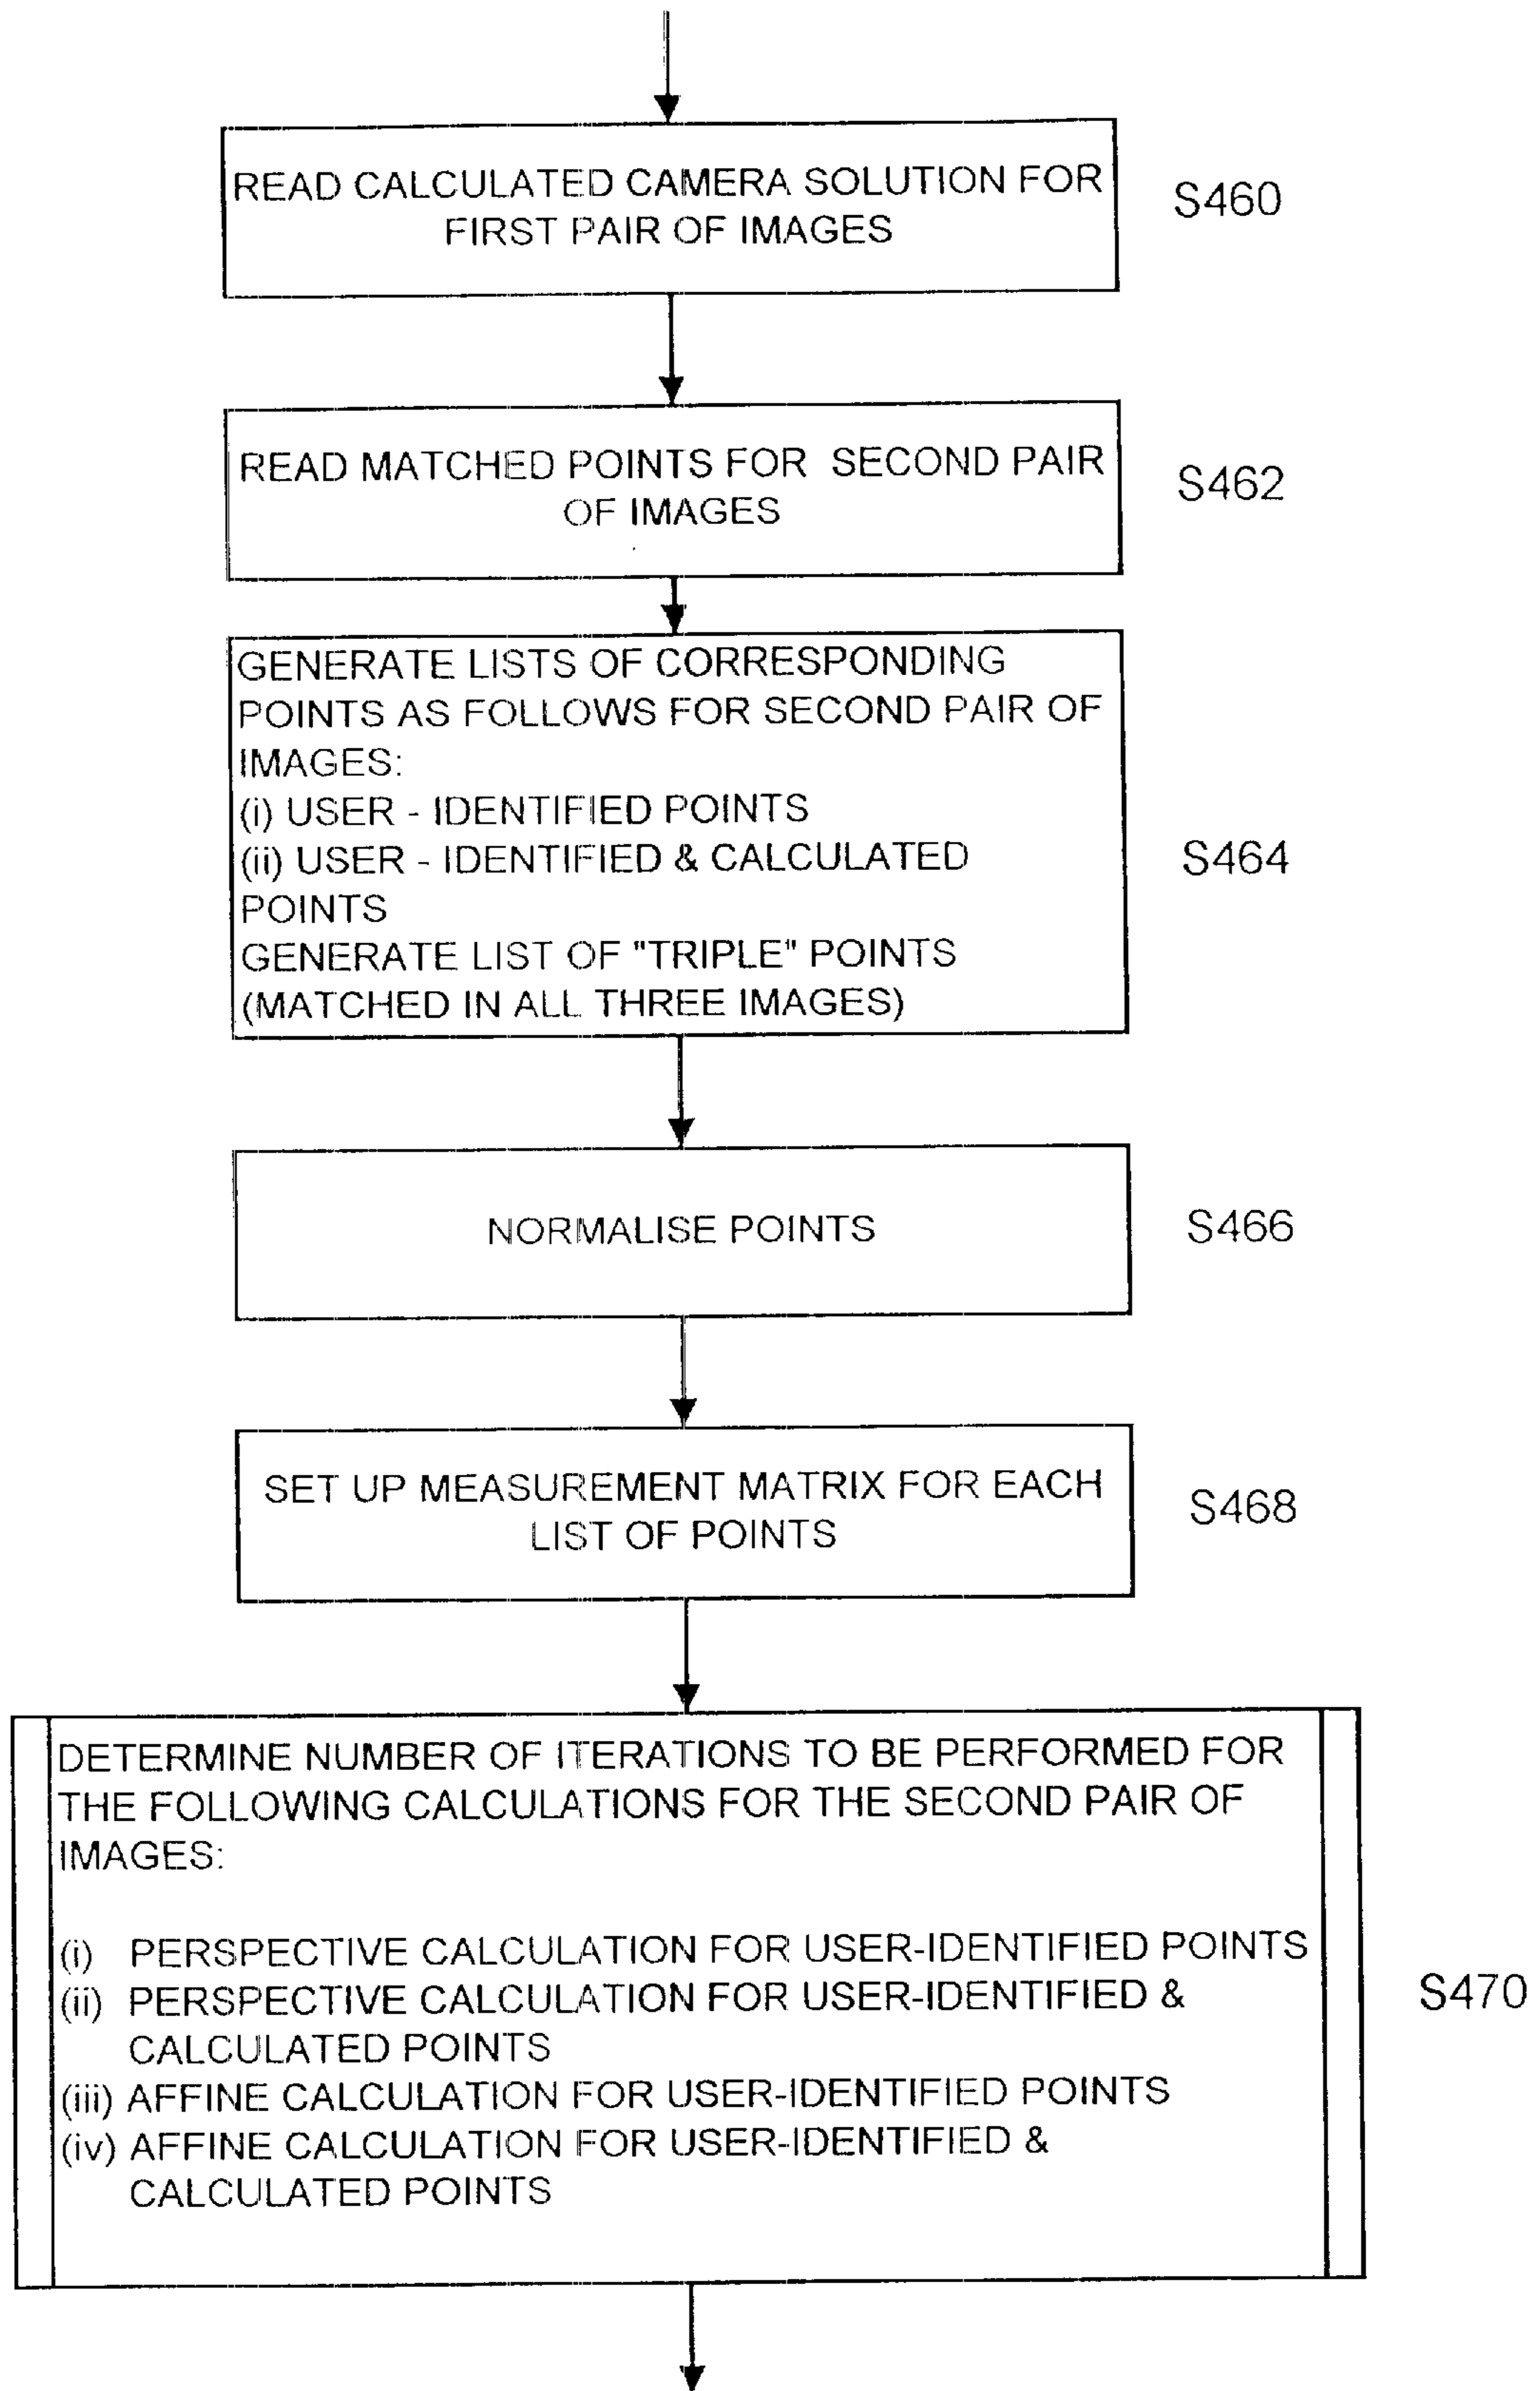 READ CALCULATED CAMERA SOLUTION FOR
FIRST PAIR OF IMAGES
S460
READ MATCHED POINTS FOR SECOND PAIR
OF IMAGES
S462
GENERATE LISTS OF CORRESPONDING
POINTS AS FOLLOWS FOR SECOND PAIR OF
IMAGES:
(i) USER - IDENTIFIED POINTS
(ii) USER - IDENTIFIED & CALCULATED
POINTS
GENERATE LIST OF "TRIPLE" POINTS
(MATCHED IN ALL THREE IMAGES)
S464
NORMALISE POINTS
S466
SET UP MEASUREMENT MATRIX FOR EACH
LIST OF POINTS
S468
DETERMINE NUMBER OF ITERATIONS TO BE PERFORMED FOR
THE FOLLOWING CALCULATIONS FOR THE SECOND PAIR OF
IMAGES:
(i) PERSPECTIVE CALCULATION FOR USER-IDENTIFIED POINTS
(ii) PERSPECTIVE CALCULATION FOR USER-IDENTIFIED &
CALCULATED POINTS
(iii) AFFINE CALCULATION FOR USER-IDENTIFIED POINTS
(iv) AFFINE CALCULATION FOR USER-IDENTIFIED &
CALCULATED POINTS
S470